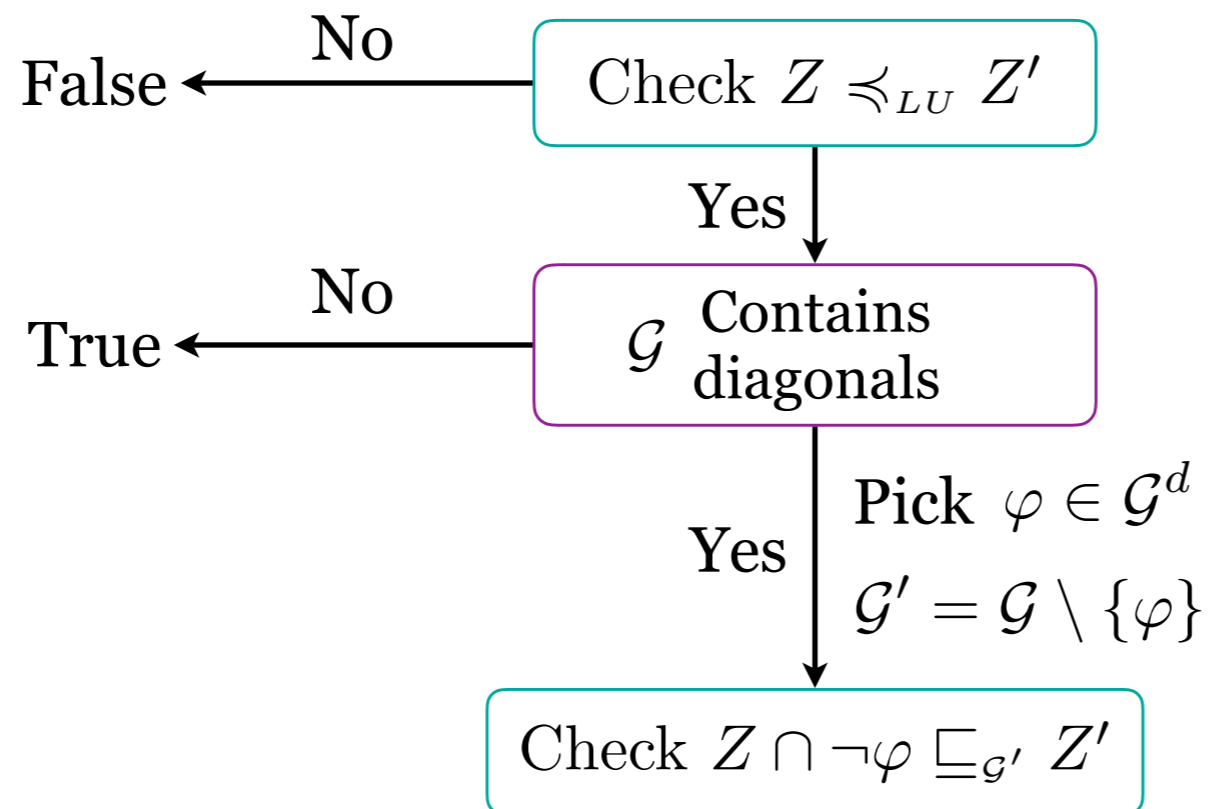 No
False
Check Z ≼_{LU} Z′
Yes
No
True
𝒢 Contains
diagonals
Yes
Pick φ ∈ 𝒢^d
𝒢′ = 𝒢 \ {φ}
Check Z ∩ ¬φ ⊑_{𝒢′} Z′